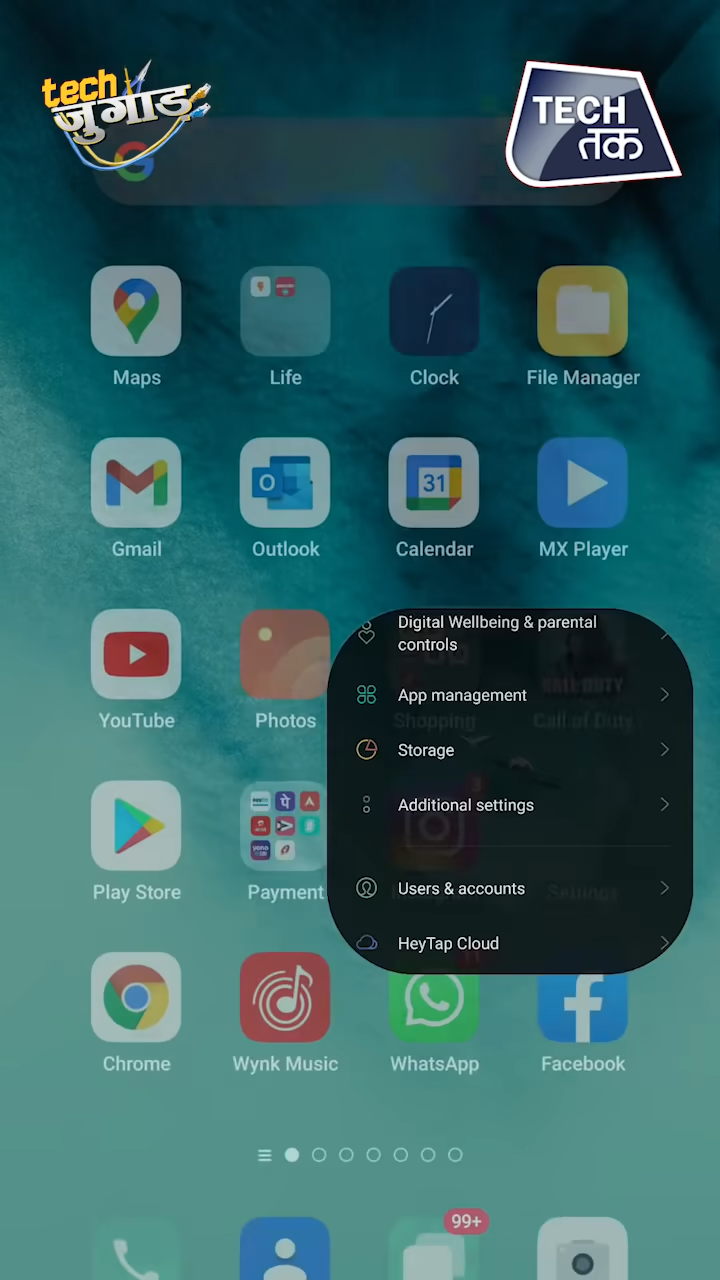 tech
जुगाड़
TECH
तक
Maps
Life
Clock
File Manager
Gmail
Outlook
31
Calendar
MX Player
Digital Wellbeing & parental
controls
YouTube
Photos
App management
Shopping
Call of Duty
Storage
Additional settings
Play Store
Payment
Settings
Users & accounts
HeyTap Cloud
Chrome
Wynk Music
WhatsApp
Facebook
99+